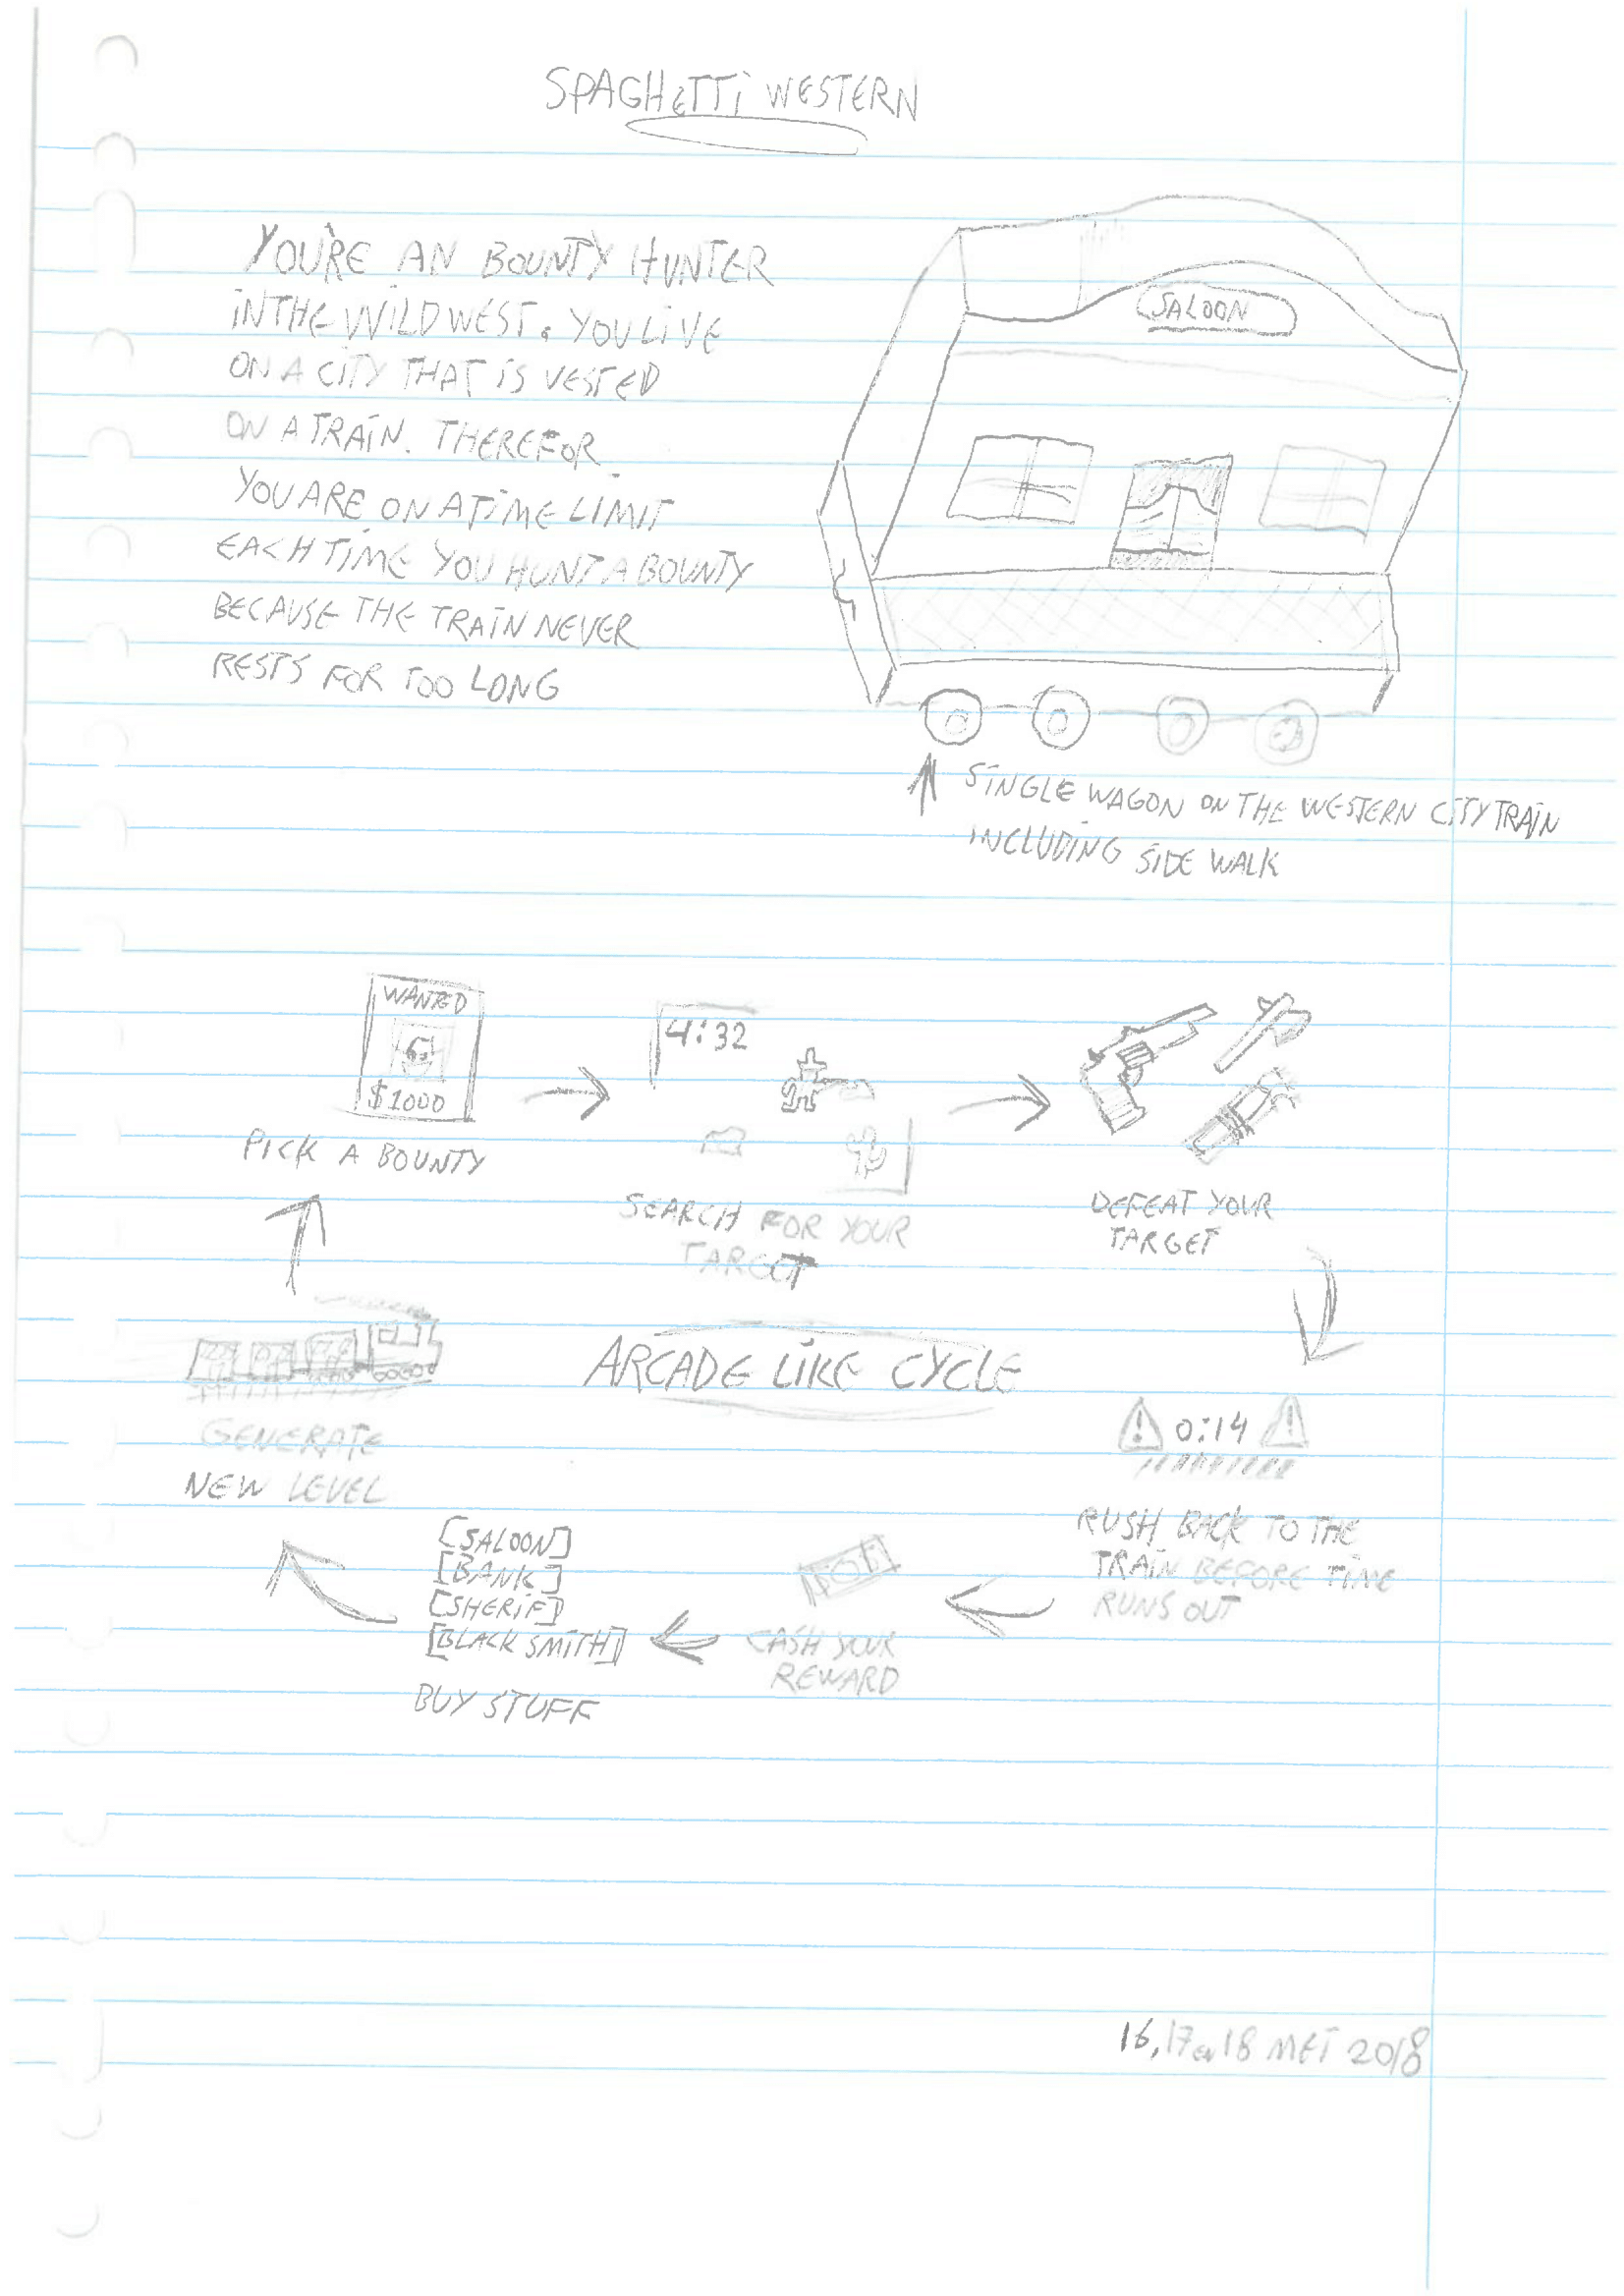 SPAGHETTI WESTERN
YOU'RE AN BOUNTY HUNTER
IN THE WILD WEST. YOU LIVE
ON A CITY THAT IS VESTED
ON A TRAIN. THEREFOR
YOU ARE ON A TIME LIMIT
EACH TIME YOU HUNT A BOUNTY
BECAUSE THE TRAIN NEVER
RESTS FOR TOO LONG
SALOON
SINGLE WAGON ON THE WESTERN CITY TRAIN
INCLUDING SIDE WALK
WANTED
$1000
PICK A BOUNTY
4:32
SEARCH FOR YOUR
TARGET
DEFEAT YOUR
TARGET
ARCADE LIKE CYCLE
0:14
RUSH BACK TO THE
TRAIN BEFORE TIME
RUNS OUT
CASH YOUR
REWARD
[SALOON]
[BANK]
[SHERIF]
[BLACK SMITH]
BUY STUFF
GENERATE
NEW LEVEL
16, 17 en 18 MEI 2018